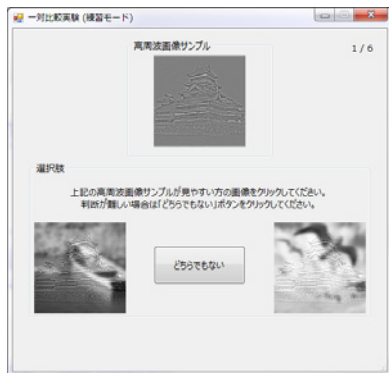 一対比較実験 (練習モード)
高周波画像サンプル
1 / 6
選択肢
上記の高周波画像サンプルが見やすい方の画像をクリックしてください。
判断が難しい場合は「どちらでもない」ボタンをクリックしてください。
どちらでもない